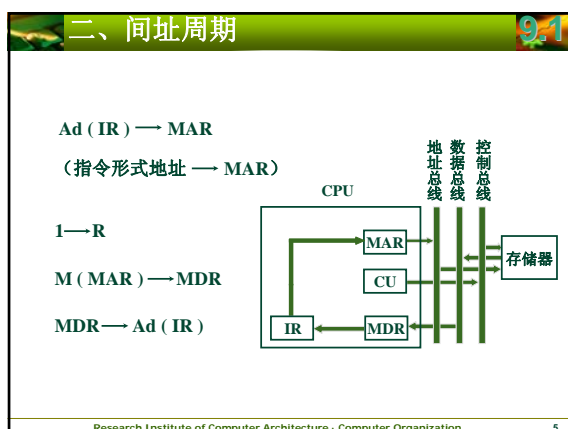 二、间址周期
9.1
Ad ( IR ) → MAR
（指令形式地址 → MAR）
1→R
M ( MAR ) → MDR
MDR → Ad ( IR )
CPU
地址总线
数据总线
控制总线
MAR
CU
IR
MDR
存储器
Research Institute of Computer Architecture - Computer Organization
5